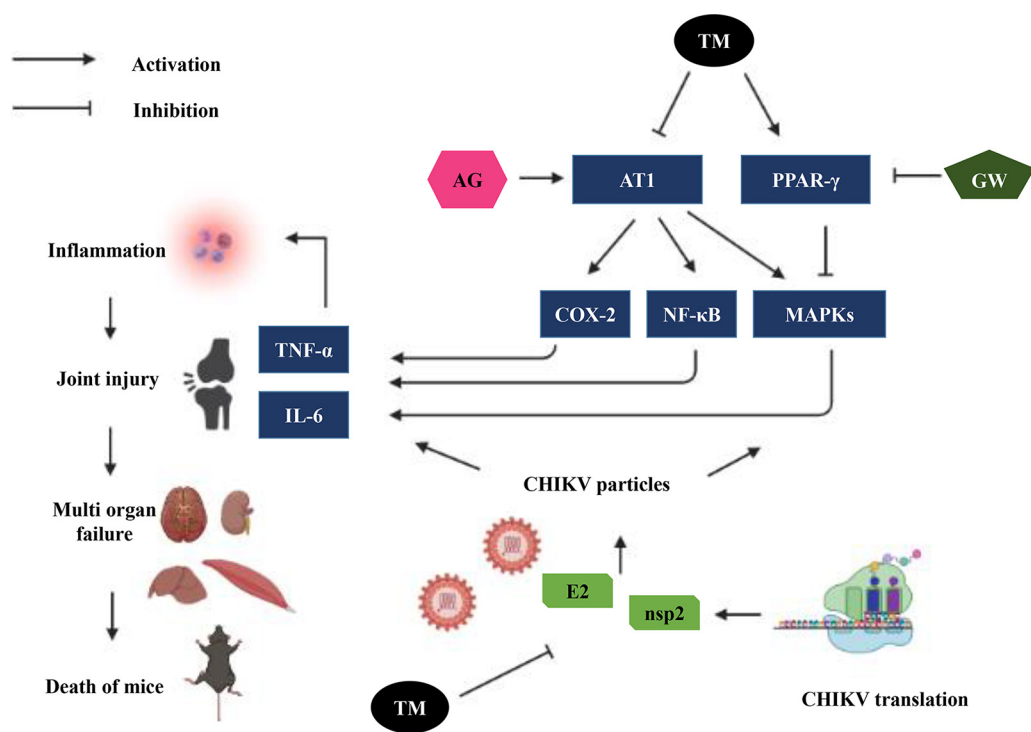 TM
Activation
Inhibition
AG
AT1
PPAR-γ
GW
Inflammation
COX-2
NF-κB
MAPKs
TNF-α
Joint injury
IL-6
CHIKV particles
Multi organ
failure
E2
nsp2
Death of mice
TM
CHIKV translation